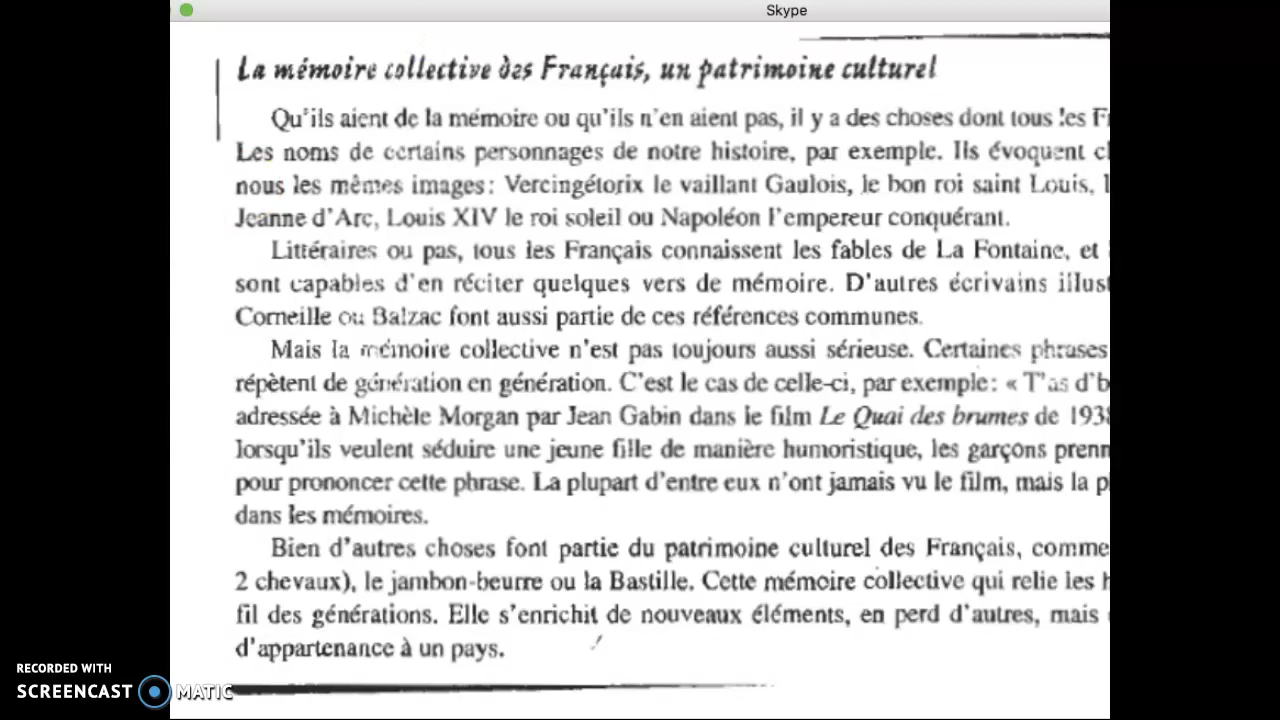 Skype
La mémoire collective des Français, un patrimoine culturel
Qu'ils aient de la mémoire ou qu'ils n'en aient pas, il y a des choses dont tous les
Les noms de certains personnages de notre histoire, par exemple. Ils évoquent
nous les mêmes images : Vercingétorix le vaillant Gaulois, le bon roi saint Louis,
Jeanne d'Arc, Louis XIV le roi soleil ou Napoléon l'empereur conquérant.
Littéraires ou pas, tous les Français connaissent les fables de La Fontaine, et
sont capables d'en réciter quelques vers de mémoire. D'autres écrivains
Corneille ou Balzac font aussi partie de ces références communes.
Mais la mémoire collective n'est pas toujours aussi sérieuse. Certaines phrases
répètent de génération en génération. C'est le cas de celle-ci, par exemple : « T'as
adressée à Michèle Morgan par Jean Gabin dans le film Le Quai des brumes de
lorsqu'ils veulent séduire une jeune fille de manière humoristique, les garçons
pour prononcer cette phrase. La plupart d'entre eux n'ont jamais vu le film, mais la
dans les mémoires.
Bien d'autres choses font partie du patrimoine culturel des Français, comme
2 chevaux), le jambon-beurre ou la Bastille. Cette mémoire collective qui relie les
fil des générations. Elle s'enrichit de nouveaux éléments, en perd d'autres, mais
d'appartenance à un pays.
RECORDED WITH
SCREENCAST MATIC